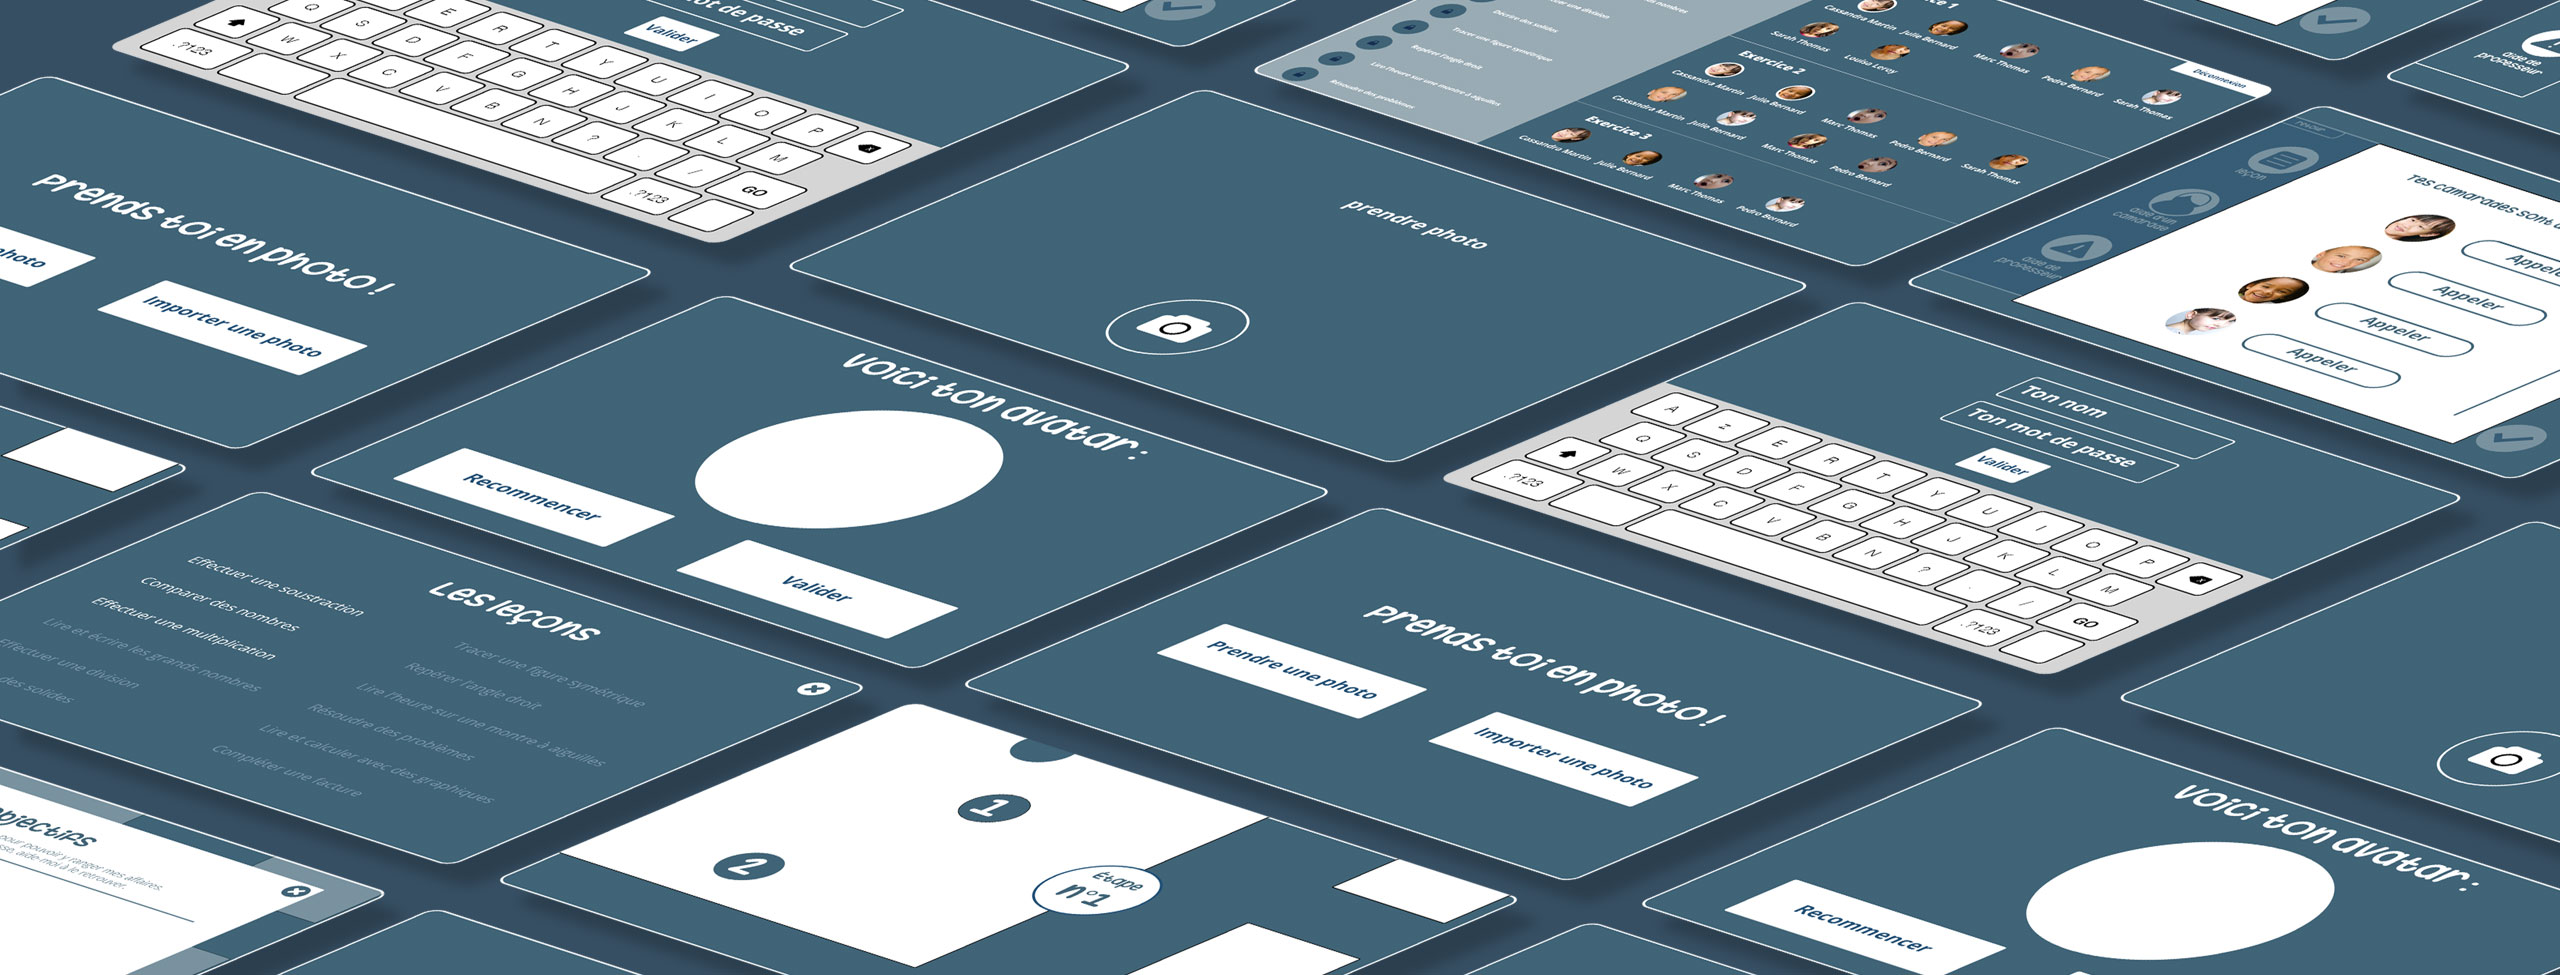 mot de passe
Valider
Q
E
R
T
Y
U
I
O
P
S
D
F
G
H
J
K
L
M
.?123
W
X
C
V
B
N
?
.
/
GO
.?123
Prends toi en photo !
photo
Importer une photo
prendre photo
Décrire des solides
Tracer une figure symétrique
Repérer l'angle droit
Lire l'heure sur une montre à aiguilles
Résoudre des problèmes
Cassandra Martin
Julie Bernard
Sarah Thomas
Louisa Leroy
Marc Thomas
Pedro Bernard
Sarah Thomas
Exercice 2
Cassandra Martin
Julie Bernard
Marc Thomas
Pedro Bernard
Sarah Thomas
Cassandra Martin
Julie Bernard
Marc Thomas
Pedro Bernard
Exercice 3
Cassandra Martin
Julie Bernard
Marc Thomas
Pedro Bernard
Déconnexion
aide de
professeur
leçon
aide d'un
camarade
aide de
professeur
Tes camarades sont
Appeler
Appeler
Appeler
Appeler
Voici ton avatar :
Recommencer
Valider
Ton nom
Ton mot de passe
Valider
A
Z
E
R
T
Y
U
I
O
P
Q
S
D
F
G
H
J
K
L
M
W
X
C
V
B
N
?
.
/
GO
.?123
.?123
Les leçons
Effectuer une soustraction
Comparer des nombres
Effectuer une multiplication
Lire et écrire les grands nombres
Effectuer une division
des solides
Tracer une figure symétrique
Repérer l'angle droit
Lire l'heure sur une montre à aiguilles
Résoudre des problèmes
Lire et calculer avec des graphiques
Compléter une facture
Prends toi en photo !
Prendre une photo
Importer une photo
1
2
Étape
n°1
Voici ton avatar :
Recommencer
pour pouvoir y ranger mes affaires.
aide-moi à le retrouver.